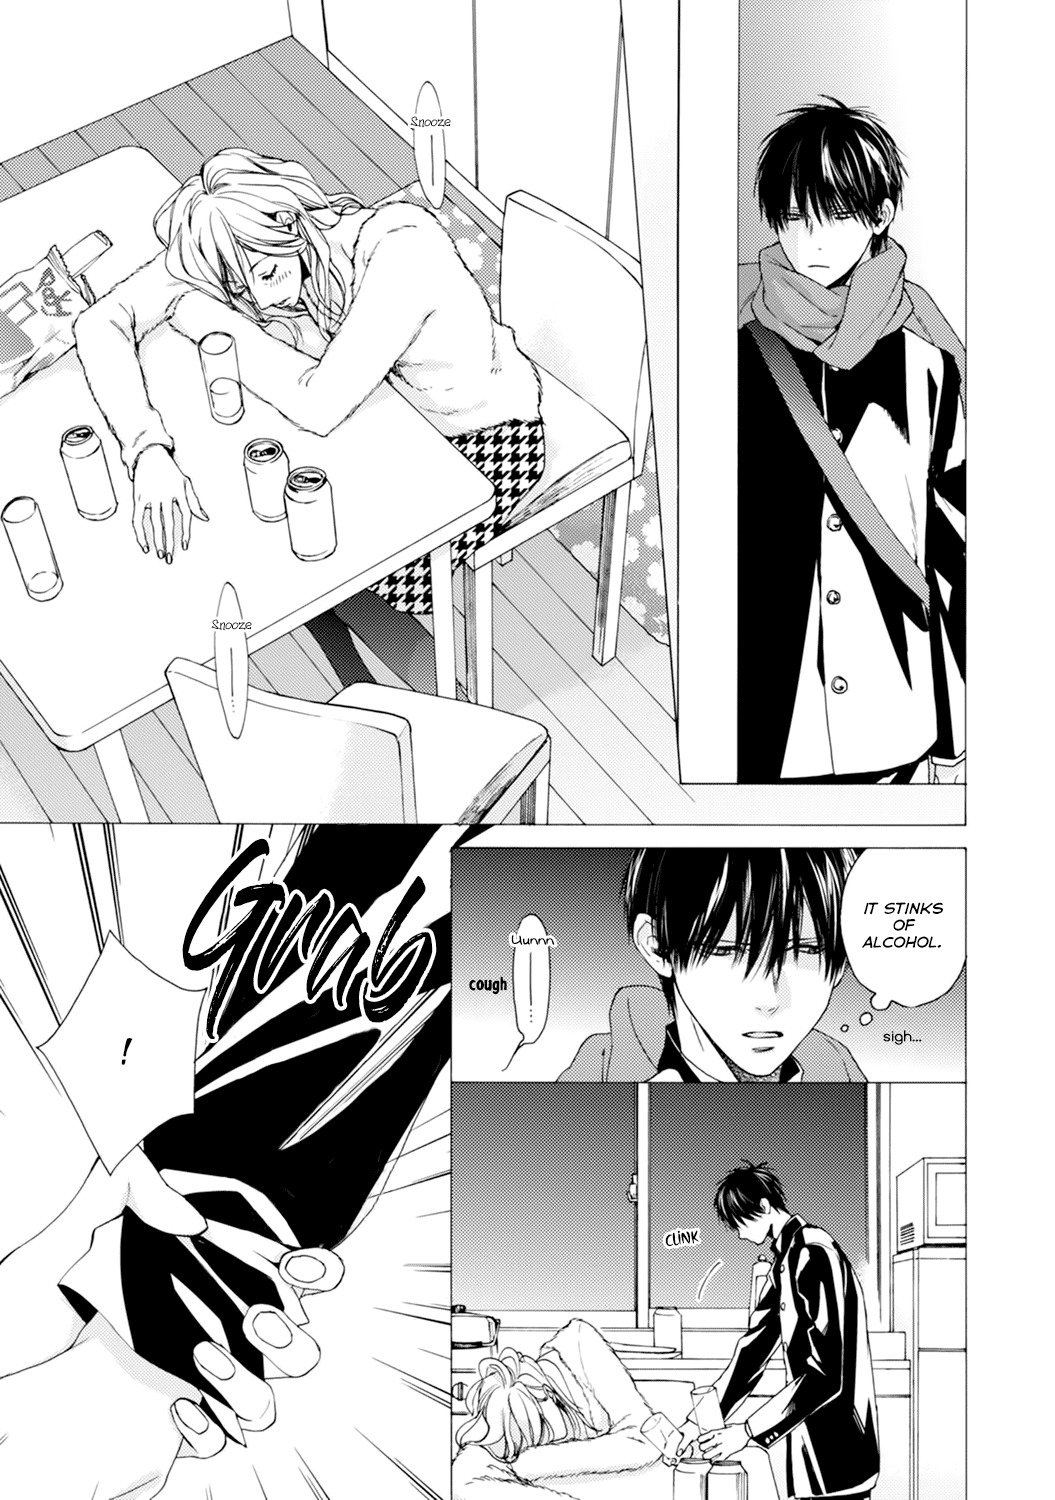 Snooze
Snooze
IT STINKS
OF
ALCOHOL.
sigh...
Uunnn
cough
CLINK
Grab
!